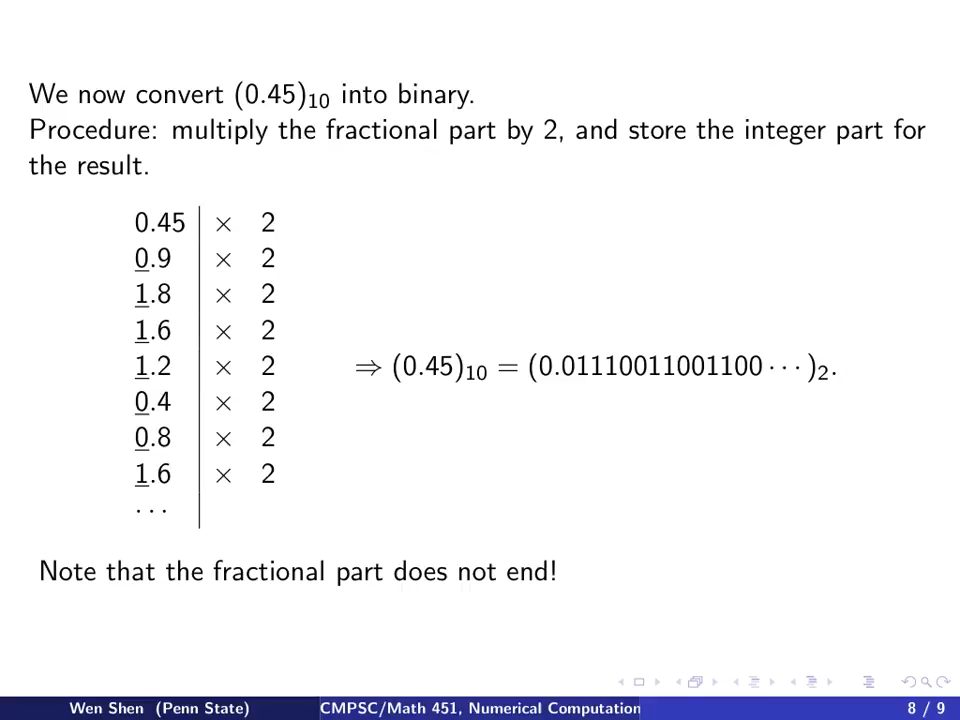 We now convert (0.45)₁₀ into binary.
Procedure: multiply the fractional part by 2, and store the integer part for
the result.
0.45 × 2
0.9 × 2
1.8 × 2
1.6 × 2
1.2 × 2 ⇒ (0.45)₁₀ = (0.01110011001100 · · · )₂.
0.4 × 2
0.8 × 2
1.6 × 2
· · ·
Note that the fractional part does not end!
Wen Shen (Penn State) CMPSC/Math 451, Numerical Computation 8 / 9